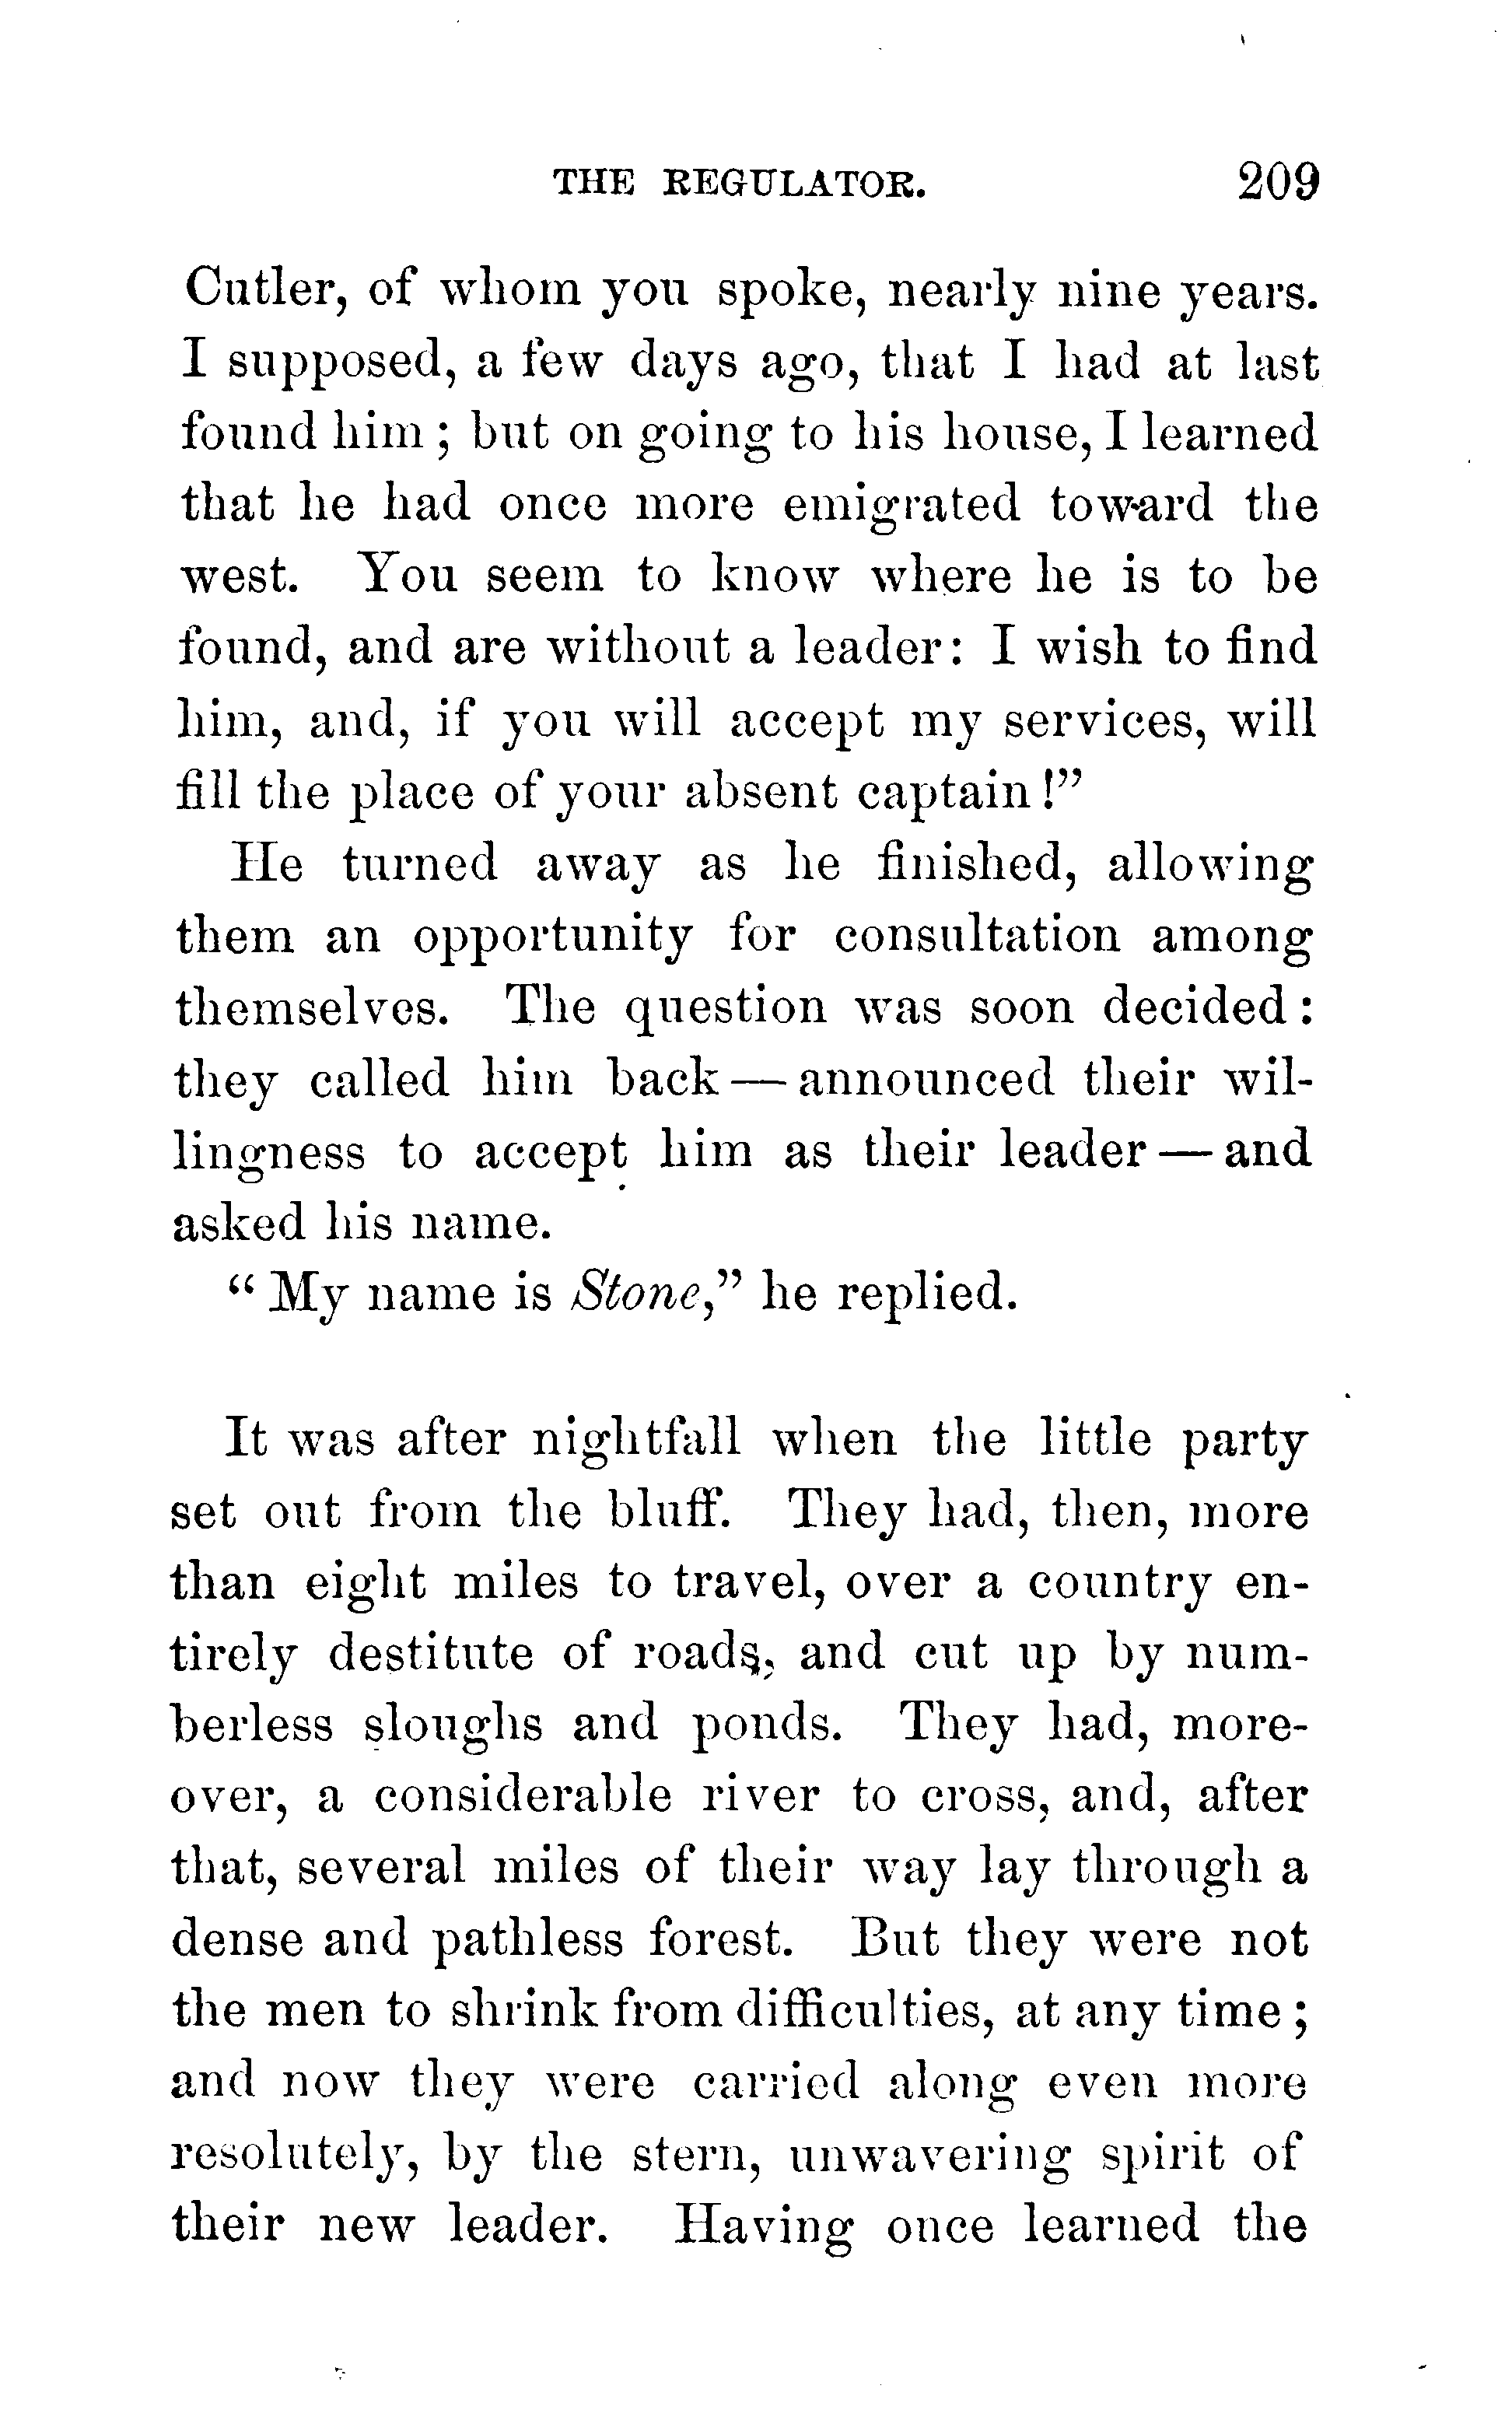 THE REGULATOR. 209
Cutler, of whom you spoke, nearly nine years.
I supposed, a few days ago, that I had at last
found him; but on going to his house, I learned
that he had once more emigrated toward the
west. You seem to know where he is to be
found, and are without a leader: I wish to find
him, and, if you will accept my services, will
fill the place of your absent captain!"
He turned away as he finished, allowing
them an opportunity for consultation among
themselves. The question was soon decided:
they called him back — announced their wil-
lingness to accept him as their leader — and
asked his name.
"My name is Stone," he replied.
It was after nightfall when the little party
set out from the bluff. They had, then, more
than eight miles to travel, over a country en-
tirely destitute of roads, and cut up by num-
berless sloughs and ponds. They had, more-
over, a considerable river to cross, and, after
that, several miles of their way lay through a
dense and pathless forest. But they were not
the men to shrink from difficulties, at any time;
and now they were carried along even more
resolutely, by the stern, unwavering spirit of
their new leader. Having once learned the